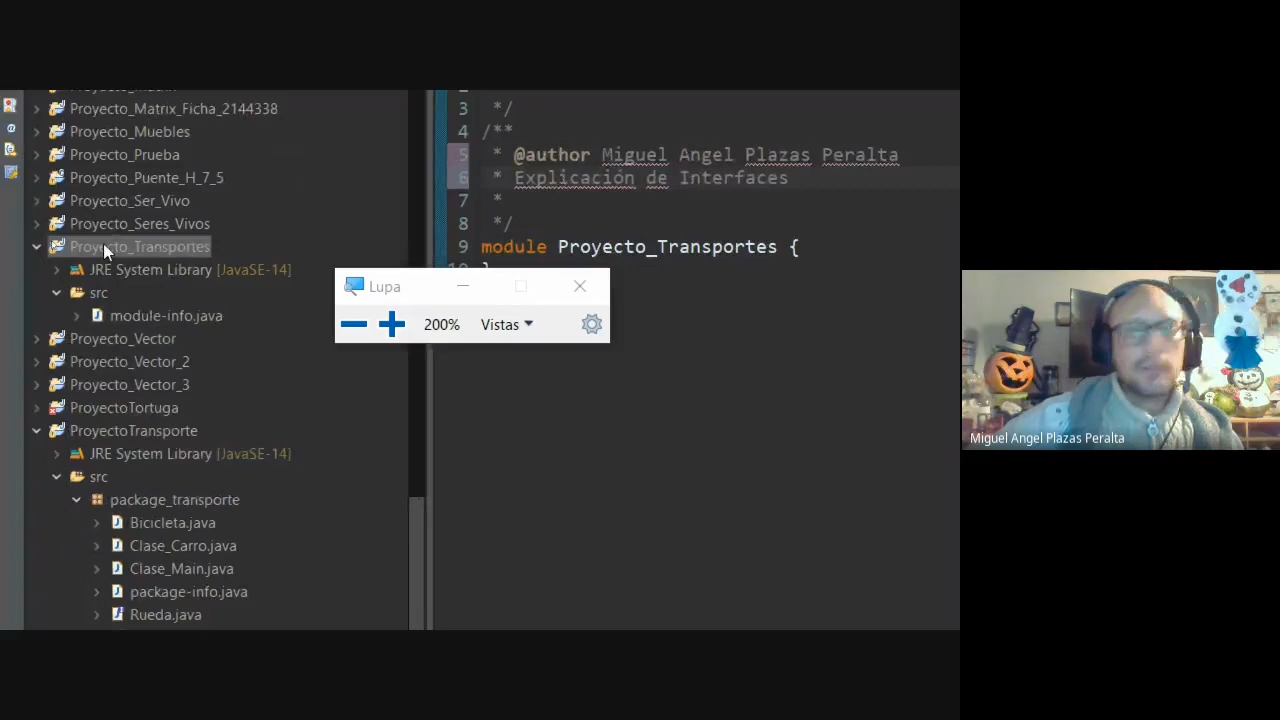 Proyecto_Matrix_Ficha_2144338
Proyecto_Muebles
Proyecto_Prueba
Proyecto_Puente_H_7_5
Proyecto_Ser_Vivo
Proyecto_Seres_Vivos
Proyecto_Transportes
JRE System Library [JavaSE-14]
src
module-info.java
Proyecto_Vector
Proyecto_Vector_2
Proyecto_Vector_3
ProyectoTortuga
ProyectoTransporte
JRE System Library [JavaSE-14]
src
package_transporte
Bicicleta.java
Clase_Carro.java
Clase_Main.java
package-info.java
Rueda.java
3 */
4 /**
5 * @author Miguel Angel Plazas Peralta
6 * Explicación de Interfaces
7 *
8 */
9 module Proyecto_Transportes {
Lupa
200% Vistas
Miguel Angel Plazas Peralta